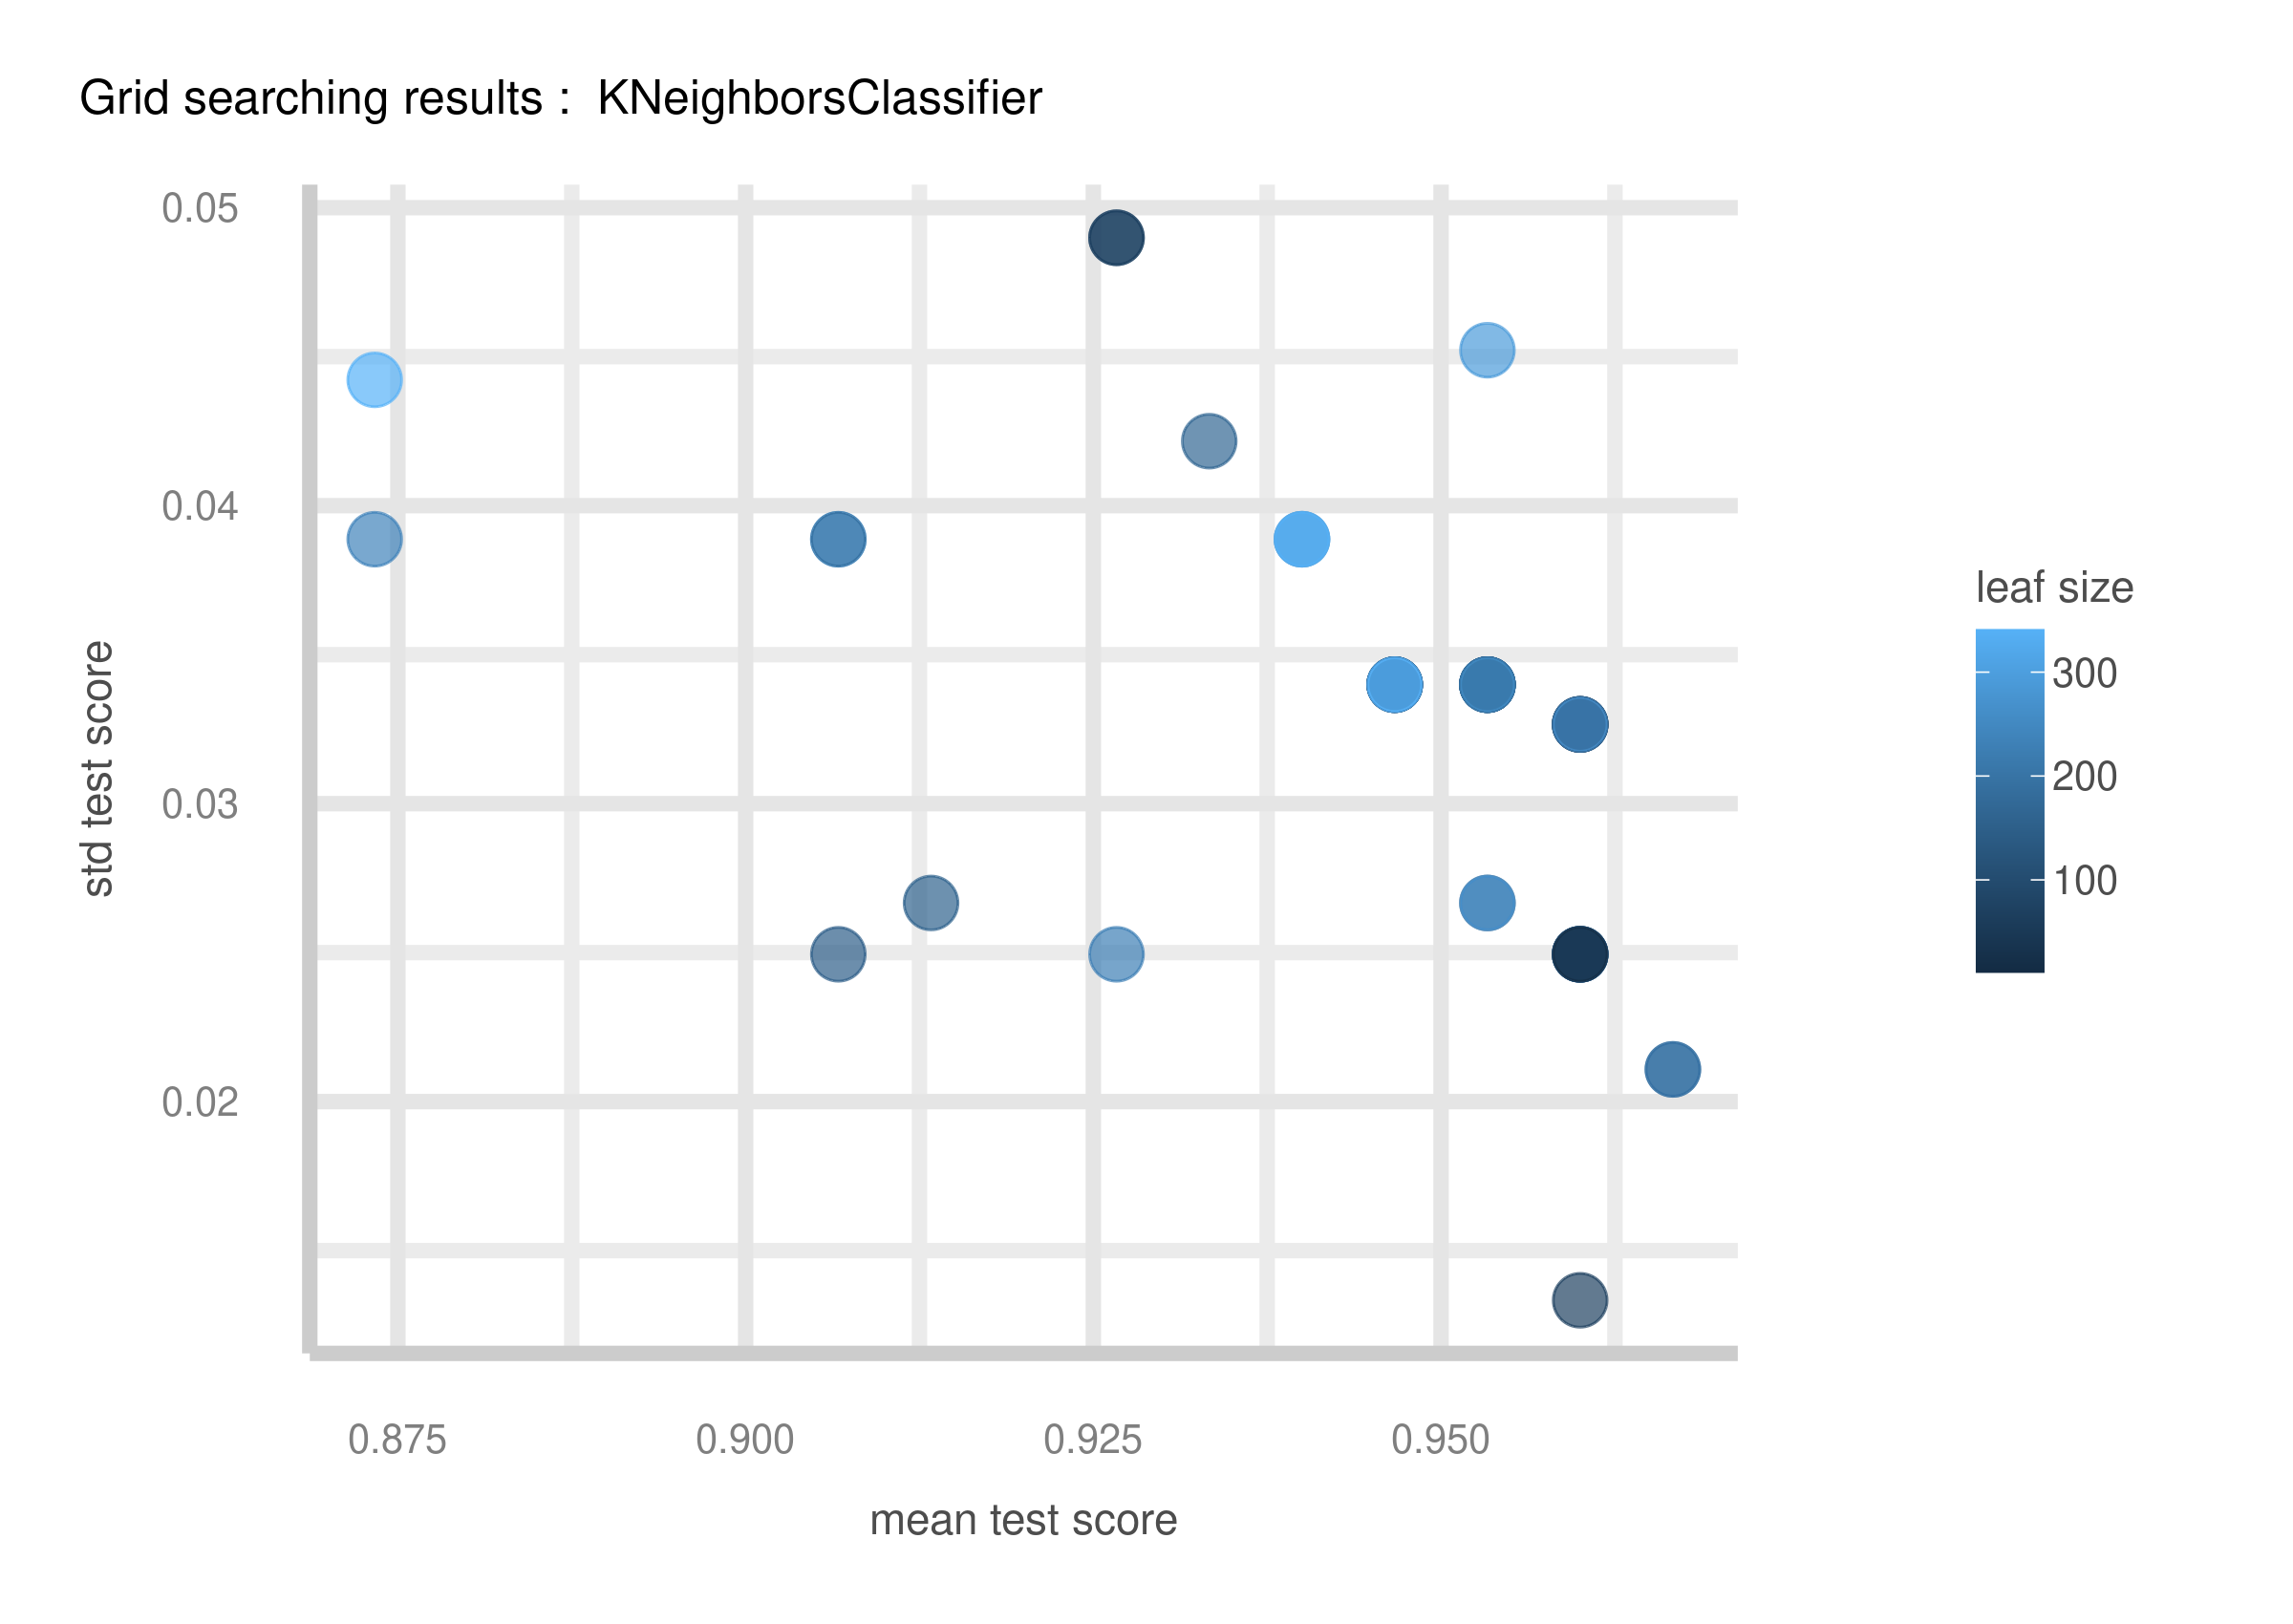 Grid searching results :  KNeighborsClassifier
0.05
0.04
0.03
0.02
std test score
0.875
0.900
0.925
0.950
mean test score
leaf size
300
200
100